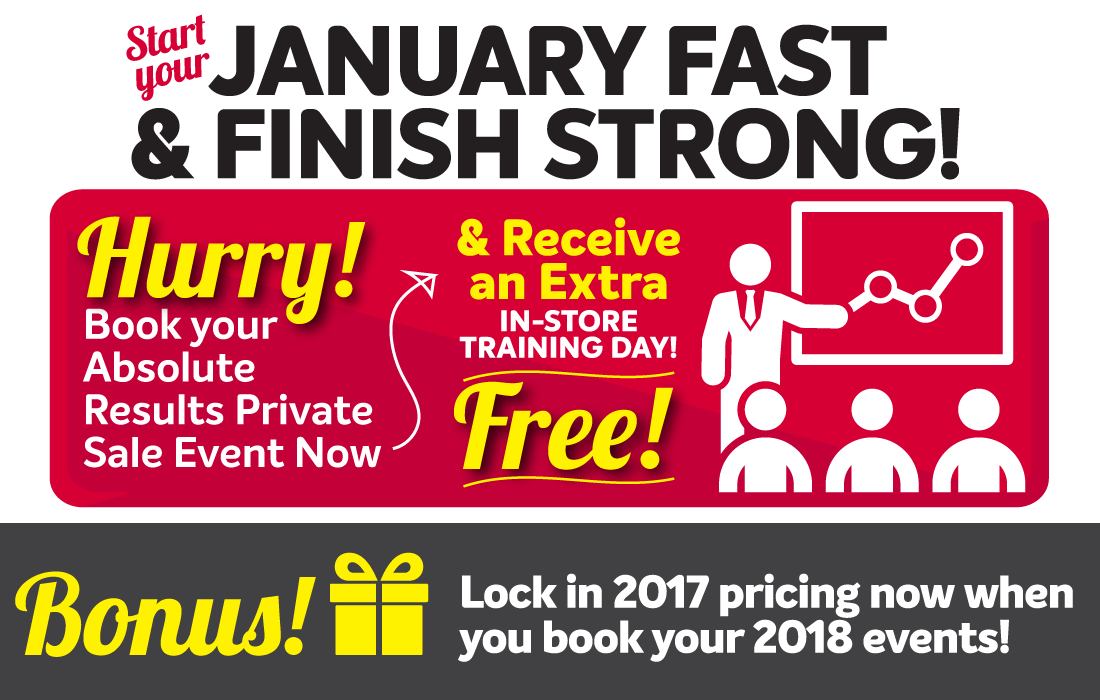 Start
your
JANUARY FAST
& FINISH STRONG!
Hurry!
Book your
Absolute
Results Private
Sale Event Now
& Receive
an Extra
IN-STORE
TRAINING DAY!
Free!
Bonus!
Lock in 2017 pricing now when
you book your 2018 events!